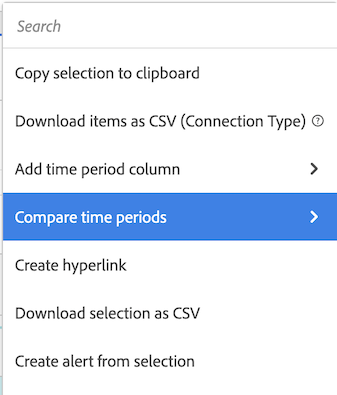 Search
Copy selection to clipboard
Download items as CSV (Connection Type) ?
Add time period column
Compare time periods
Create hyperlink
Download selection as CSV
Create alert from selection